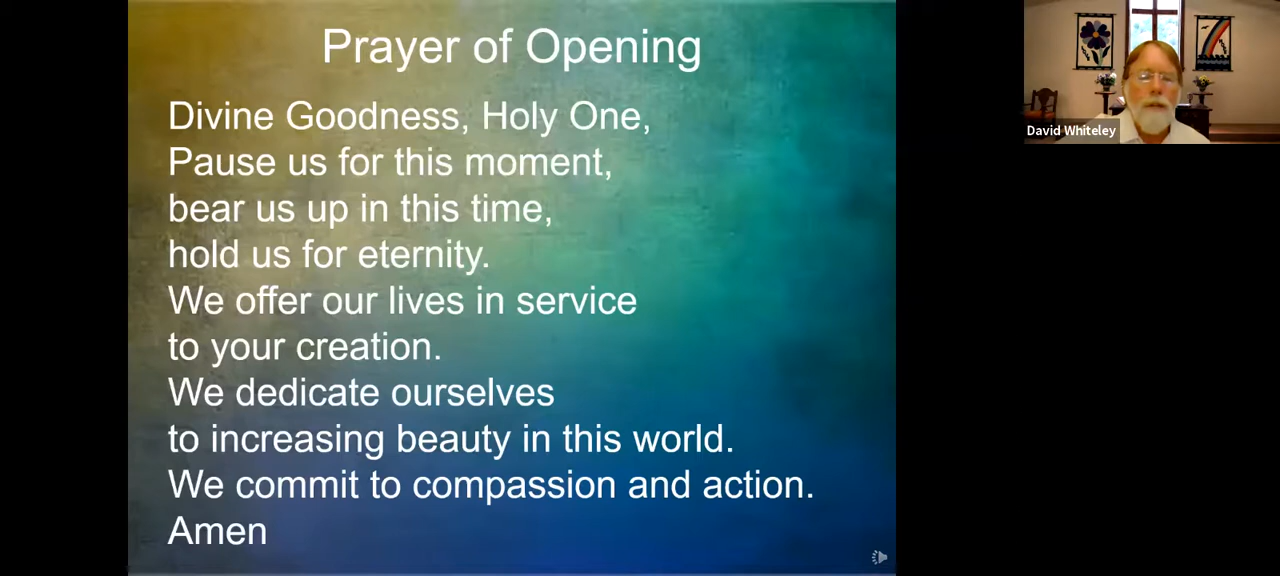 Prayer of Opening
Divine Goodness, Holy One,
Pause us for this moment,
bear us up in this time,
hold us for eternity.
We offer our lives in service
to your creation.
We dedicate ourselves
to increasing beauty in this world.
We commit to compassion and action.
Amen
David Whiteley